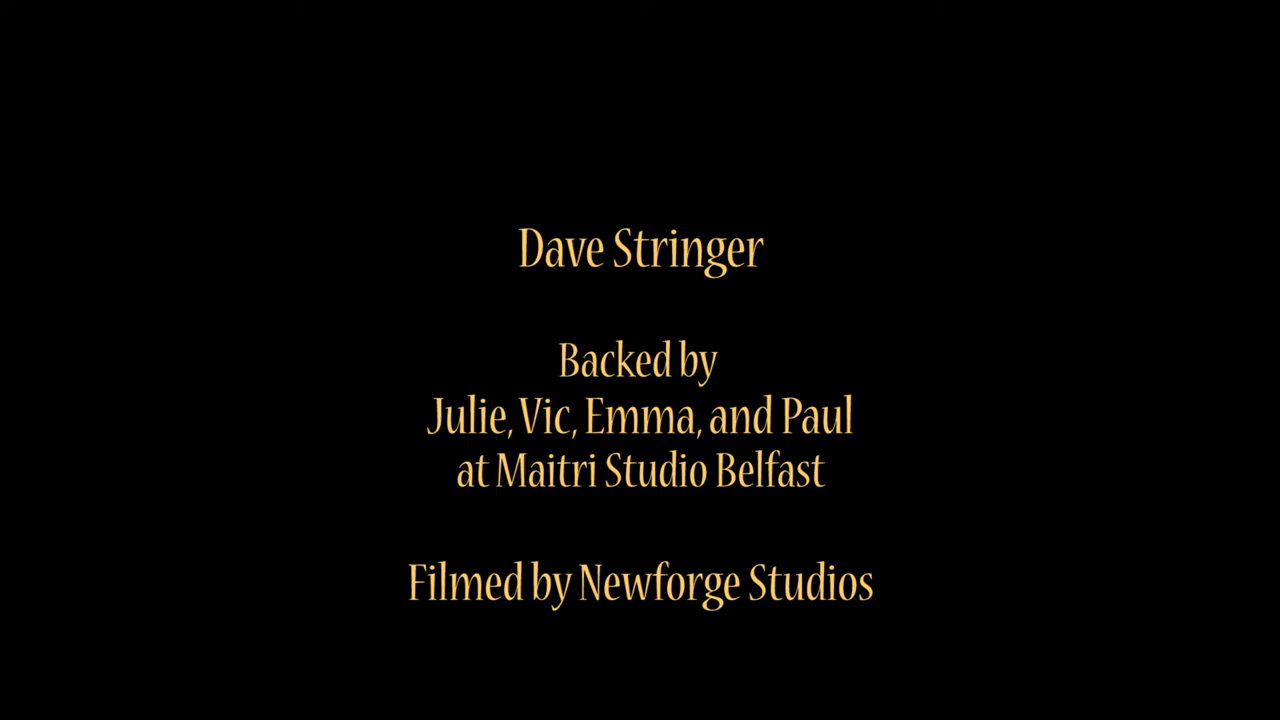 Dave Stringer
Backed by
Julie, Vic, Emma, and Paul
at Maitri Studio Belfast
Filmed by Newforge Studios